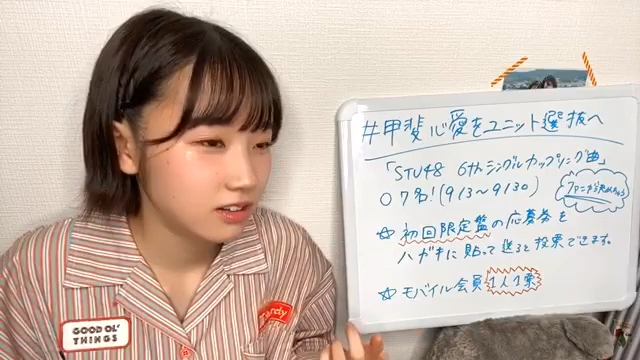 #甲斐心愛をユニット選抜へ
「STU48 6thシングルカップリング曲」
○7名!(9/3〜9/30)
☆初回限定盤の応募券を
ハガキに貼って送ると投票できます。
☆モバイル会員1人1票
GOOD OL'
THINGS